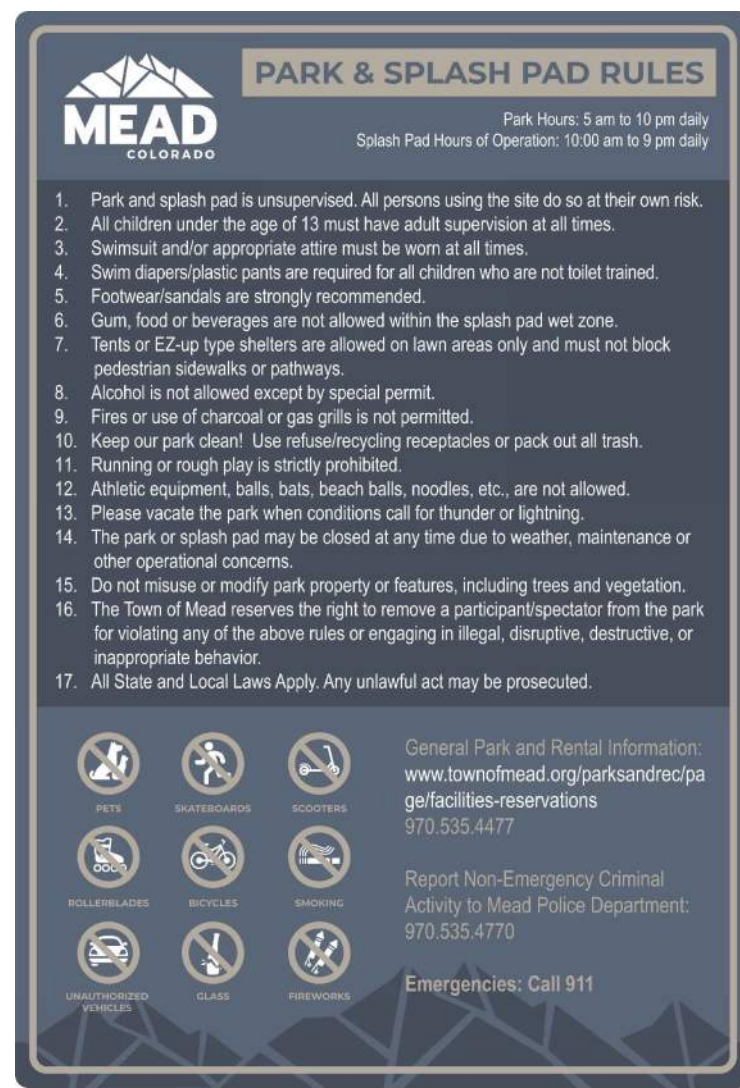 MEAD
COLORADO
PARK & SPLASH PAD RULES
Park Hours: 5 am to 10 pm daily
Splash Pad Hours of Operation: 10:00 am to 9 pm daily
1. Park and splash pad is unsupervised. All persons using the site do so at their own risk.
2. All children under the age of 13 must have adult supervision at all times.
3. Swimsuit and/or appropriate attire must be worn at all times.
4. Swim diapers/plastic pants are required for all children who are not toilet trained.
5. Footwear/sandals are strongly recommended.
6. Gum, food or beverages are not allowed within the splash pad wet zone.
7. Tents or EZ-up type shelters are allowed on lawn areas only and must not block
pedestrian sidewalks or pathways.
8. Alcohol is not allowed except by special permit.
9. Fires or use of charcoal or gas grills is not permitted.
10. Keep our park clean! Use refuse/recycling receptacles or pack out all trash.
11. Running or rough play is strictly prohibited.
12. Athletic equipment, balls, bats, beach balls, noodles, etc., are not allowed.
13. Please vacate the park when conditions call for thunder or lightning.
14. The park or splash pad may be closed at any time due to weather, maintenance or
other operational concerns.
15. Do not misuse or modify park property or features, including trees and vegetation.
16. The Town of Mead reserves the right to remove a participant/spectator from the park
for violating any of the above rules or engaging in illegal, disruptive, destructive, or
inappropriate behavior.
17. All State and Local Laws Apply. Any unlawful act may be prosecuted.
PETS
SKATEBOARDS
SCOOTERS
ROLLERBLADES
BICYCLES
SMOKING
UNAUTHORIZED
VEHICLES
GLASS
FIREWORKS
General Park and Rental Information:
www.townofmead.org/parksandrec/pa
ge/facilities-reservations
970.535.4477
Report Non-Emergency Criminal
Activity to Mead Police Department:
970.535.4770
Emergencies: Call 911